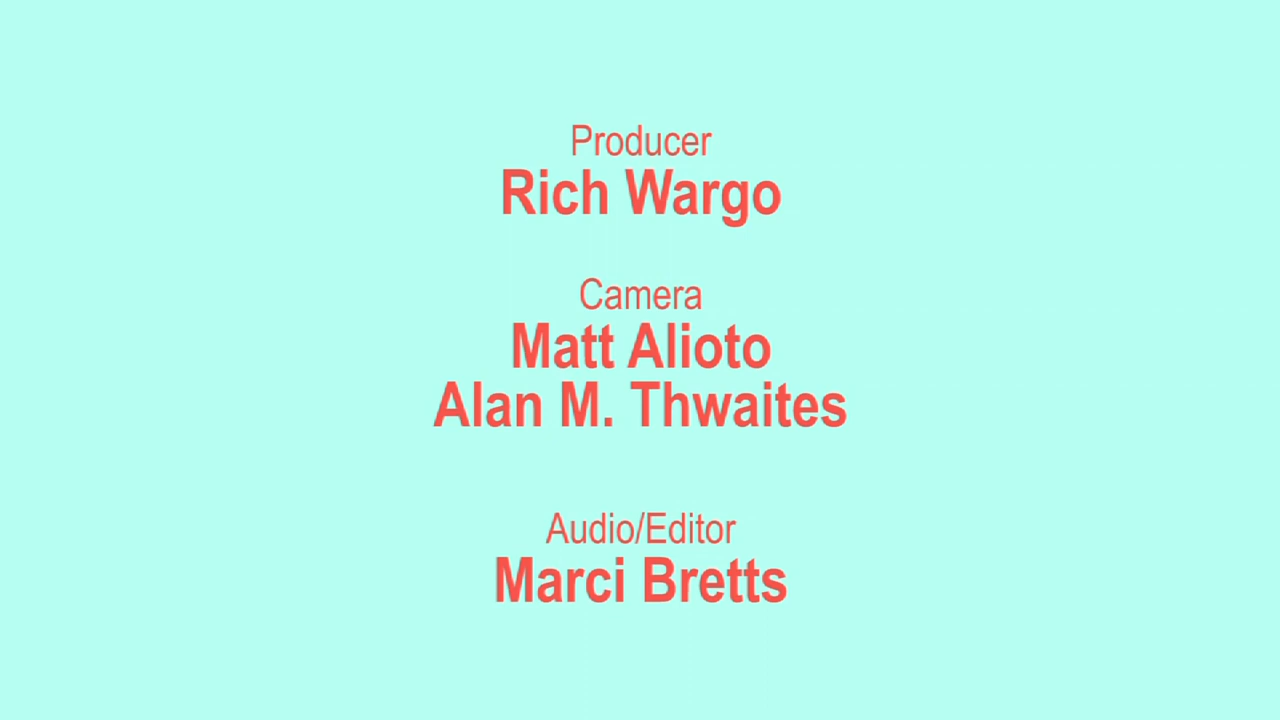 Producer
Rich Wargo
Camera
Matt Alioto
Alan M. Thwaites
Audio/Editor
Marci Bretts